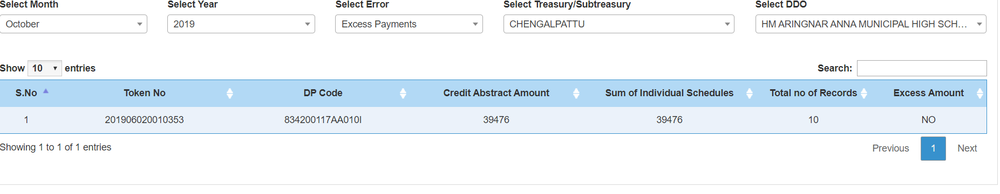 Select Month Select Year Select Error Select Treasury/Subtreasury Select DDO
October 2019 Excess Payments CHENGALPATTU HM ARINGNAR ANNA MUNICIPAL HIGH SCH...
Show 10 entries Search:
S.No Token No DP Code Credit Abstract Amount Sum of Individual Schedules Total no of Records Excess Amount
1 201906020010353 834200117AA010I 39476 39476 10 NO
Showing 1 to 1 of 1 entries Previous 1 Next